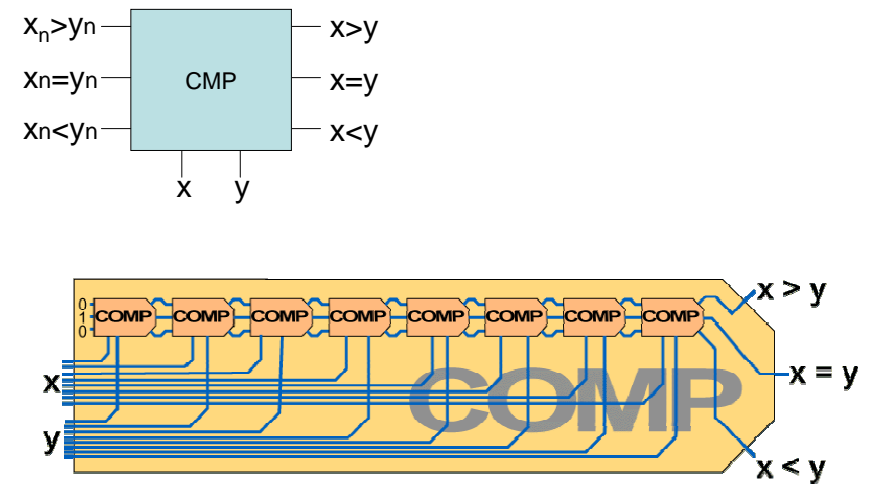 xn>yn x>y
xn=yn CMP x=y
xn<yn x<y
x y
x > y
0
1 COMP COMP COMP COMP COMP COMP COMP COMP
0
x x = y
COMP
y
x < y